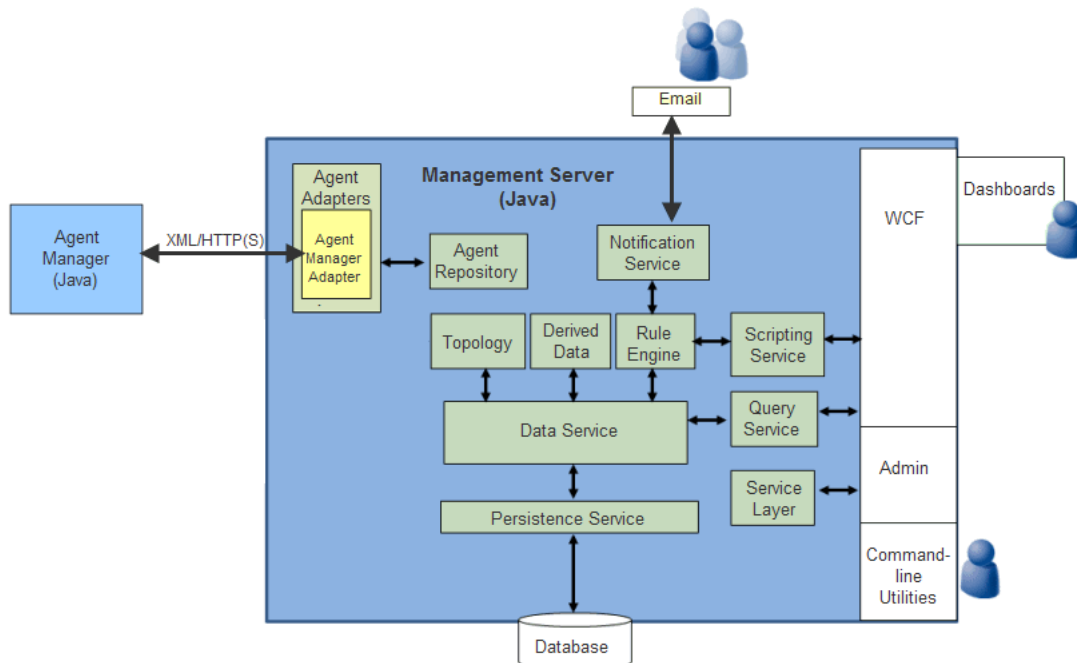 Email
Management Server
(Java)
Agent
Adapters
Agent
Manager
Adapter
Agent
Manager
(Java)
XML/HTTP(S)
Agent
Repository
Notification
Service
WCF
Dashboards
Topology
Derived
Data
Rule
Engine
Scripting
Service
Data Service
Query
Service
Admin
Service
Layer
Persistence Service
Command-
line
Utilities
Database